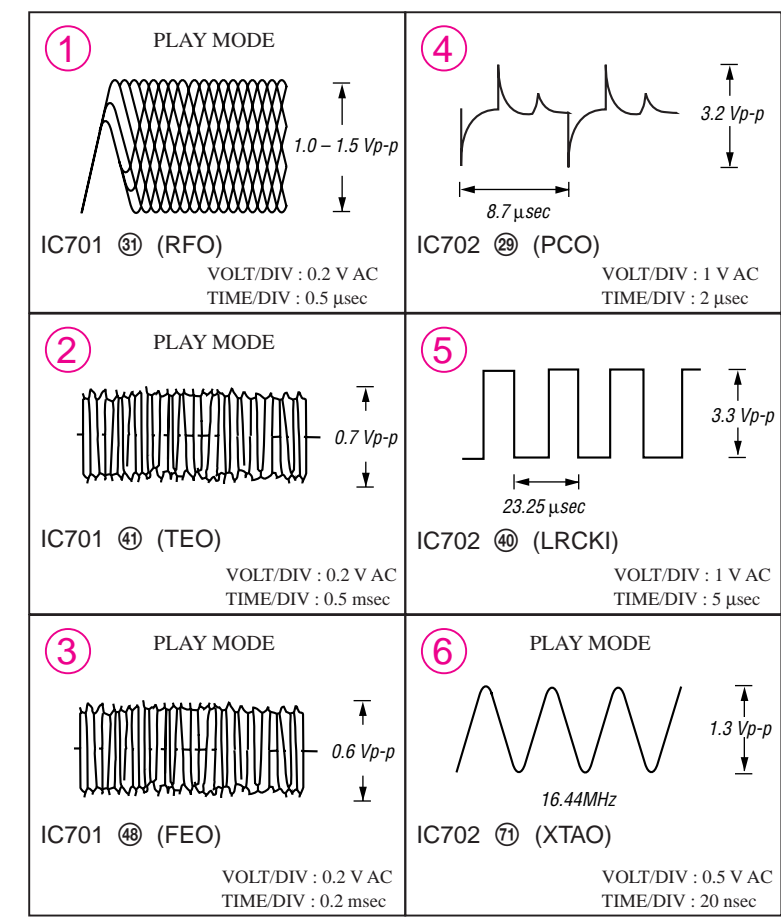 1
PLAY MODE
1.0 – 1.5 Vp-p
IC701 ㉛ (RFO)
VOLT/DIV : 0.2 V AC
TIME/DIV : 0.5 µsec
2
PLAY MODE
0.7 Vp-p
IC701 ㊶ (TEO)
VOLT/DIV : 0.2 V AC
TIME/DIV : 0.5 msec
3
PLAY MODE
0.6 Vp-p
IC701 ㊽ (FEO)
VOLT/DIV : 0.2 V AC
TIME/DIV : 0.2 msec
4
3.2 Vp-p
8.7 µsec
IC702 ㉙ (PCO)
VOLT/DIV : 1 V AC
TIME/DIV : 2 µsec
5
3.3 Vp-p
23.25 µsec
IC702 ㊵ (LRCKI)
VOLT/DIV : 1 V AC
TIME/DIV : 5 µsec
6
PLAY MODE
1.3 Vp-p
16.44MHz
IC702 71 (XTAO)
VOLT/DIV : 0.5 V AC
TIME/DIV : 20 nsec